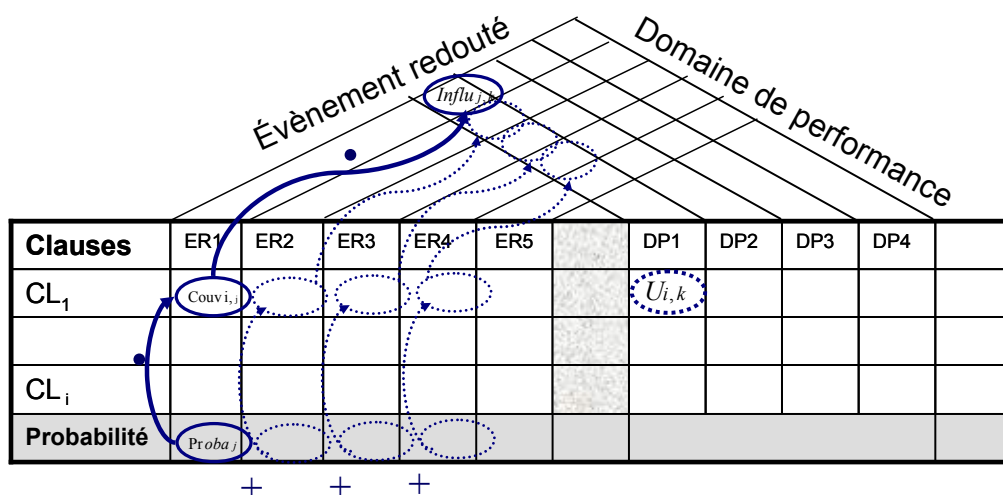 Évènement redouté
Domaine de performance
Influ j,k
Clauses ER1 ER2 ER3 ER4 ER5 DP1 DP2 DP3 DP4
CL1 Couv i, j Ui,k
CL i
Probabilité Proba j
+ + +